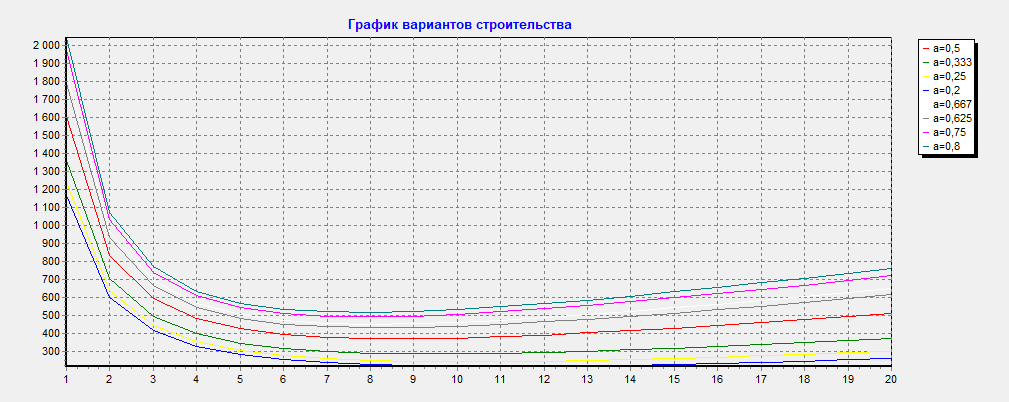 График вариантов строительства
2 000
1 900
1 800
1 700
1 600
1 500
1 400
1 300
1 200
1 100
1 000
900
800
700
600
500
400
300
1 2 3 4 5 6 7 8 9 10 11 12 13 14 15 16 17 18 19 20
a=0,5
a=0,333
a=0,25
a=0,2
a=0,667
a=0,625
a=0,75
a=0,8